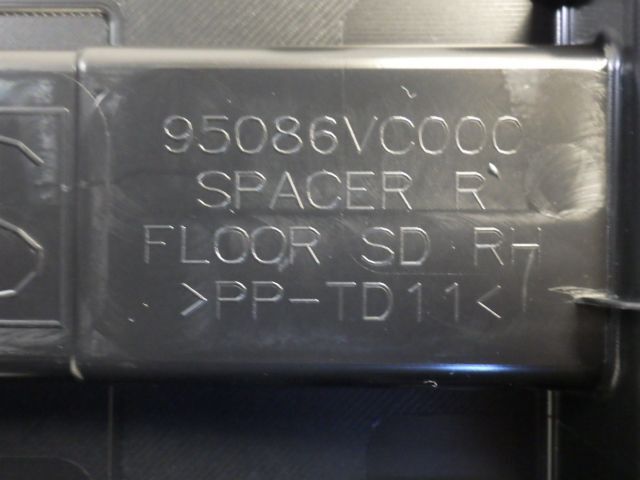 95086VC000
SPACER R
FLOOR SD RH
>PP-TD11<